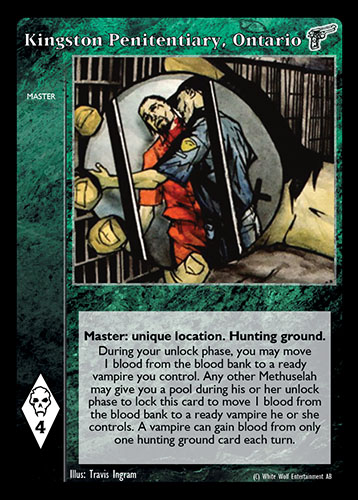 Kingston Penitentiary, Ontario
MASTER
Master: unique location. Hunting ground.
During your unlock phase, you may move
1 blood from the blood bank to a ready
vampire you control. Any other Methuselah
may give you a pool during his or her unlock
phase to lock this card to move 1 blood from
the blood bank to a ready vampire he or she
controls. A vampire can gain blood from only
one hunting ground card each turn.
4
Illus: Travis Ingram
(C) White Wolf Entertainment AB